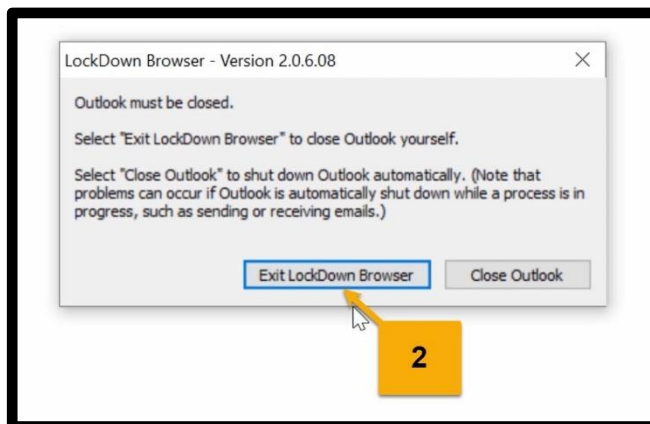 LockDown Browser - Version 2.0.6.08
Outlook must be closed.
Select "Exit LockDown Browser" to close Outlook yourself.
Select "Close Outlook" to shut down Outlook automatically. (Note that
problems can occur if Outlook is automatically shut down while a process is in
progress, such as sending or receiving emails.)
Exit LockDown Browser
Close Outlook
2